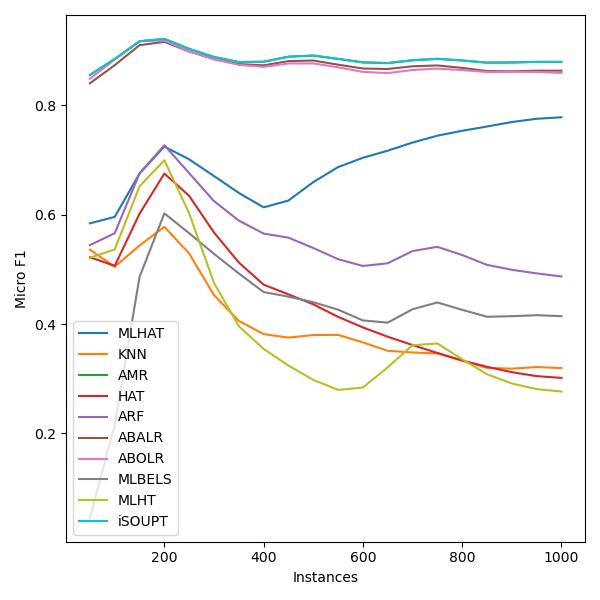 Micro F1
0.8
0.6
0.4
0.2
MLHAT
KNN
AMR
HAT
ARF
ABALR
ABOLR
MLBELS
MLHT
iSOUPT
200 400 600 800 1000
Instances